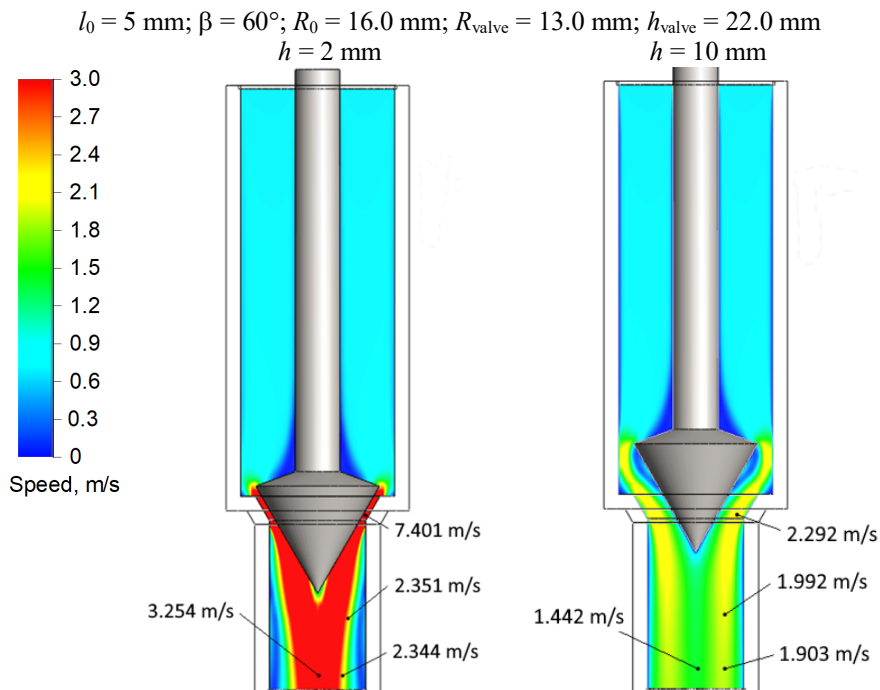 l₀ = 5 mm; β = 60°; R₀ = 16.0 mm; Rvalve = 13.0 mm; hvalve = 22.0 mm
h = 2 mm
h = 10 mm
3.0
2.7
2.4
2.1
1.8
1.5
1.2
0.9
0.6
0.3
0
Speed, m/s
7.401 m/s
2.351 m/s
3.254 m/s
2.344 m/s
2.292 m/s
1.992 m/s
1.442 m/s
1.903 m/s